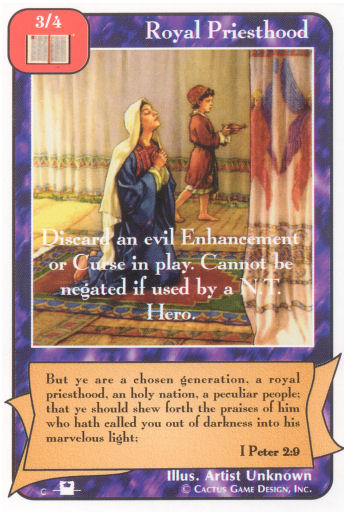 3/4
Royal Priesthood
Discard an evil Enhancement
or Curse in play. Cannot be
negated if used by a N.T.
Hero.
But ye are a chosen generation, a royal
priesthood, an holy nation, a peculiar people;
that ye should shew forth the praises of him
who hath called you out of darkness into his
marvelous light;
I Peter 2:9
Illus. Artist Unknown
C
© Cactus Game Design, Inc.